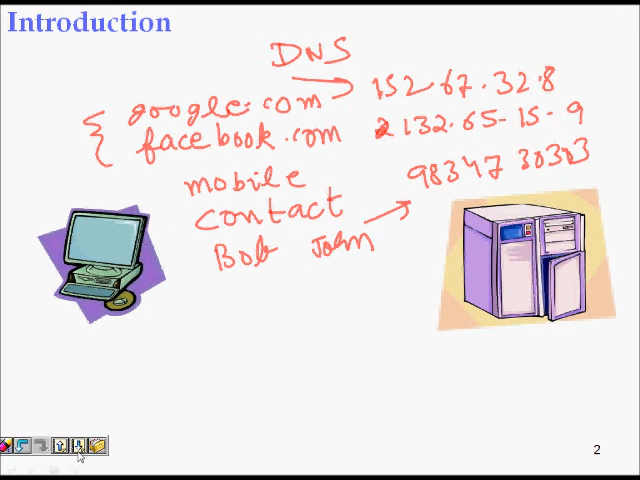 Introduction
DNS
google.com 152.67.32.8
facebook.com 132.65.15.9
mobile 98347 30303
contact
Bob John
2